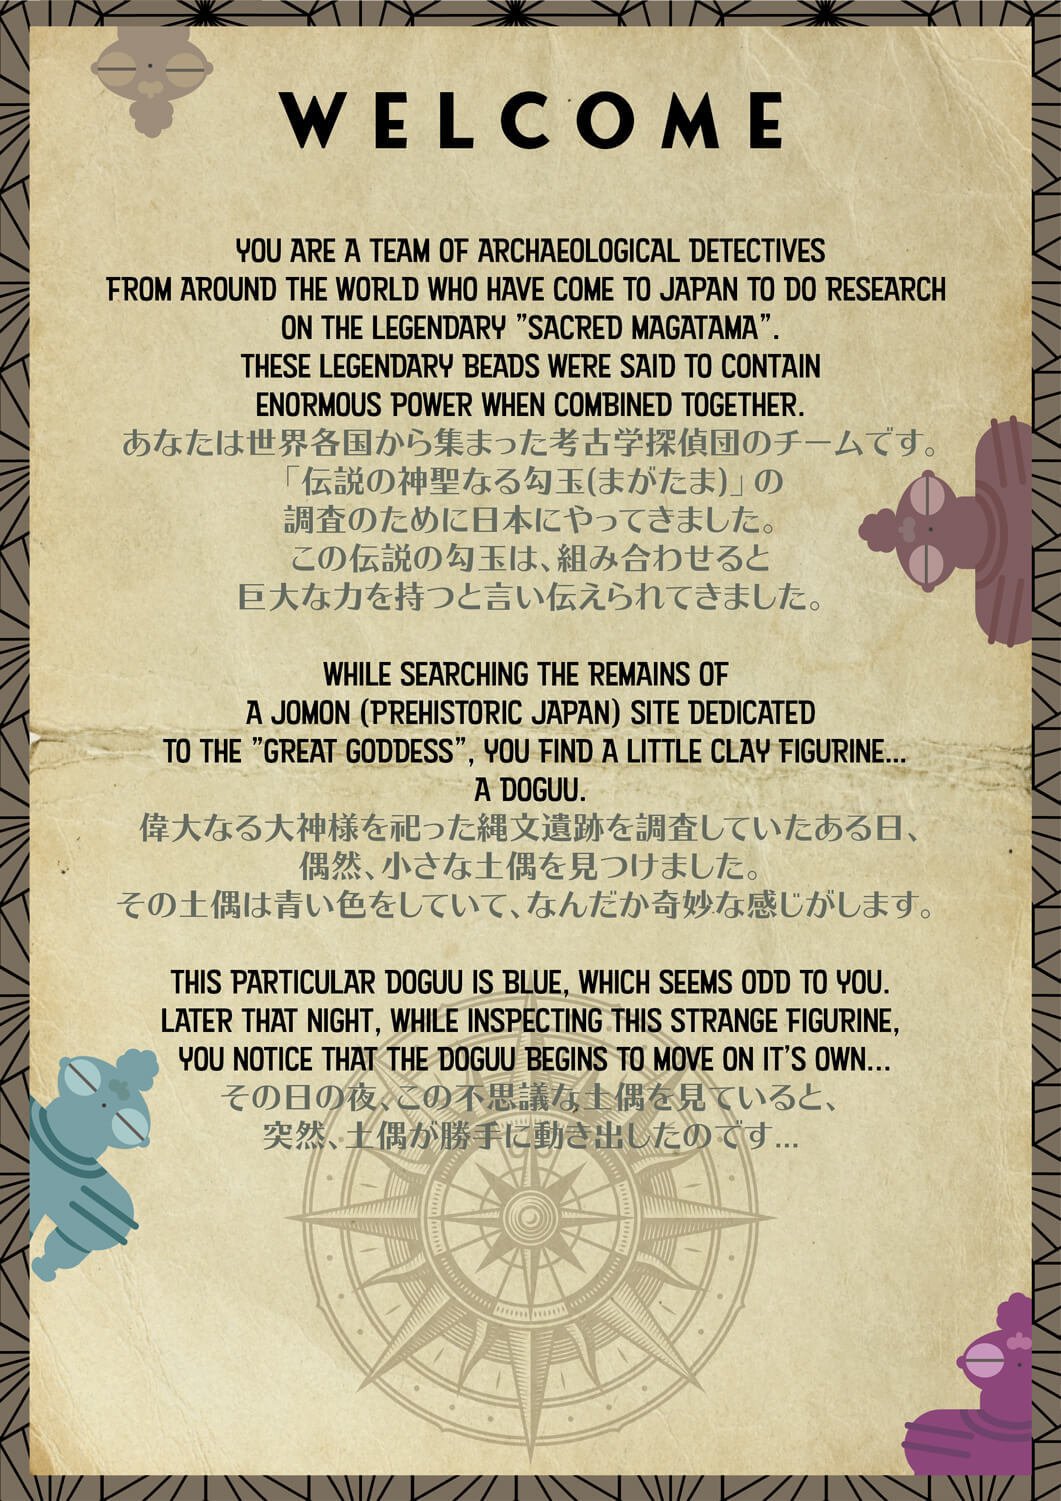 WELCOME
YOU ARE A TEAM OF ARCHAEOLOGICAL DETECTIVES
FROM AROUND THE WORLD WHO HAVE COME TO JAPAN TO DO RESEARCH
ON THE LEGENDARY "SACRED MAGATAMA".
THESE LEGENDARY BEADS WERE SAID TO CONTAIN
ENORMOUS POWER WHEN COMBINED TOGETHER.
あなたは世界各国から集まった考古学探偵団のチームです。
「伝説の神聖なる勾玉(まがたま)」の
調査のために日本にやってきました。
この伝説の勾玉は、組み合わせると
巨大な力を持つと言い伝えられてきました。
WHILE SEARCHING THE REMAINS OF
A JOMON (PREHISTORIC JAPAN) SITE DEDICATED
TO THE "GREAT GODDESS", YOU FIND A LITTLE CLAY FIGURINE...
A DOGUU.
偉大なる大神様を祀った縄文遺跡を調査していたある日、
偶然、小さな土偶を見つけました。
その土偶は青い色をしていて、なんだか奇妙な感じがします。
THIS PARTICULAR DOGUU IS BLUE, WHICH SEEMS ODD TO YOU.
LATER THAT NIGHT, WHILE INSPECTING THIS STRANGE FIGURINE,
YOU NOTICE THAT THE DOGUU BEGINS TO MOVE ON IT'S OWN...
その日の夜、この不思議な土偶を見ていると、
突然、土偶が勝手に動き出したのです...